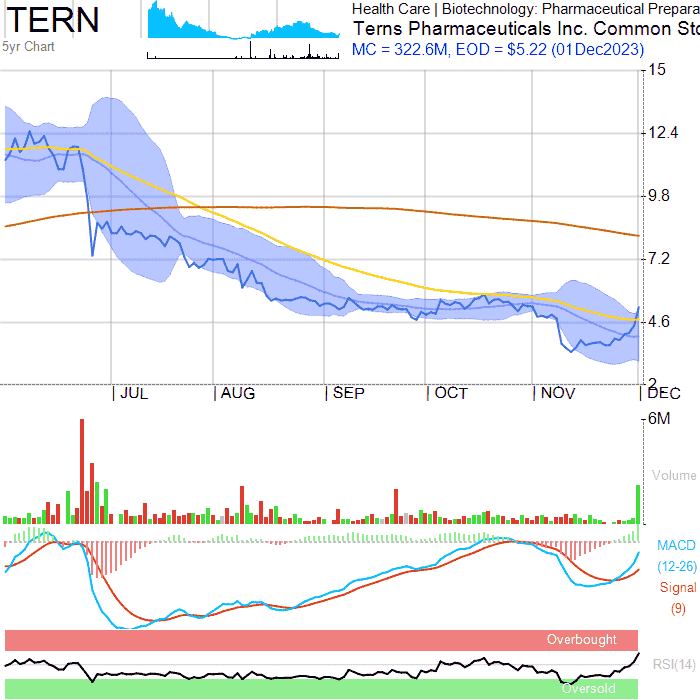 TERN
5yr Chart
Health Care | Biotechnology: Pharmaceutical Prepara
Terns Pharmaceuticals Inc. Common Sto
MC = 322.6M, EOD = $5.22 (01Dec2023)
15
12.4
9.8
7.2
4.6
2
JUL AUG SEP OCT NOV DEC
6M
Volume
MACD
(12-26)
Signal
(9)
Overbought
RSI(14)
Oversold